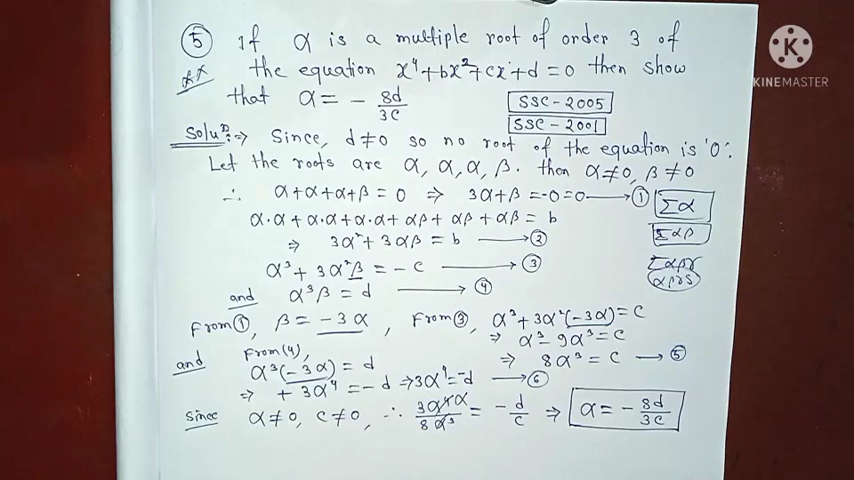 ⑤ If α is a multiple root of order 3 of
the equation x⁴+bx²+cx+d=0 then show
that α = - 8d/3c
SSC-2005
SSC-2001
Soluⁿ:⇒ Since, d≠0 so no root of the equation is '0'.
Let the roots are α, α, α, β. then α≠0, β≠0
∴ α+α+α+β=0 ⇒ 3α+β=-0=0 ①
Σα
α·α+α·α+α·α+αβ+αβ+αβ=b
Σαβ
⇒ 3α²+3αβ=b ②
α³+3α²β=-c ③
Σαβγ
αβγδ
and α³β=d ④
From ①, β=-3α, From ③, α³+3α²(-3α)=c
⇒ α³-9α³=c
and From (4), ⇒ 8α³=c ⑤
α³(-3α)=d
⇒ +3α⁴=-d ⇒ 3α⁴=-d ⑥
since α≠0, c≠0, ∴ 3α⁴α/8α³ = -d/c ⇒ α=-8d/3c
K
KINEMASTER